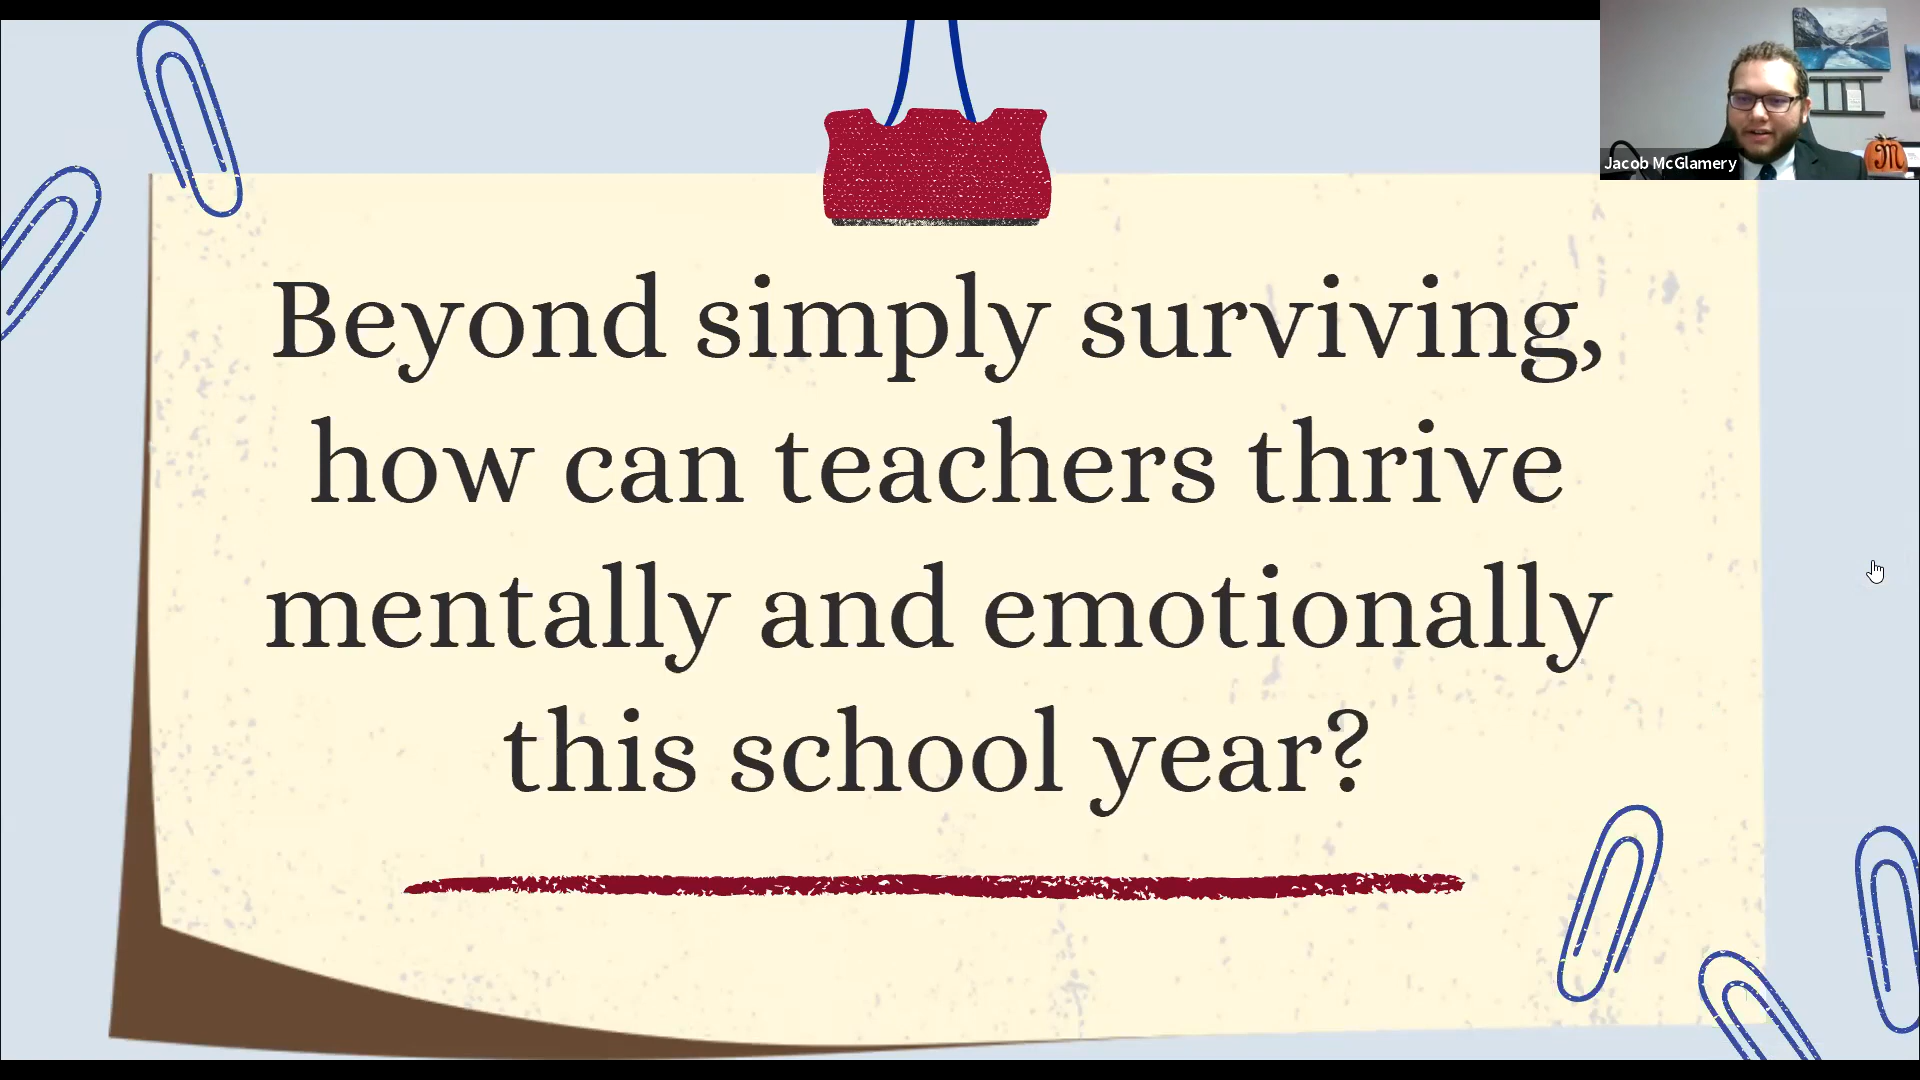 Beyond simply surviving,
how can teachers thrive
mentally and emotionally
this school year?
Jacob McGlamery
M